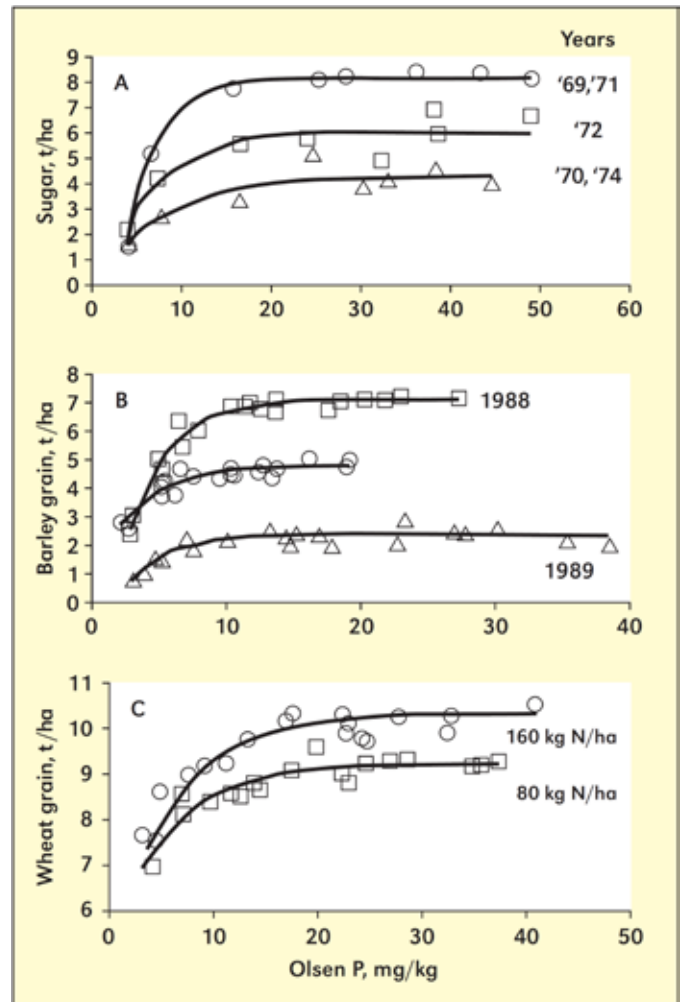 Years
A
'69,'71
'72
'70, '74
Sugar, t/ha
9
8
7
6
5
4
3
2
1
0
0 10 20 30 40 50 60
B
1988
1989
Barley grain, t/ha
8
7
6
5
4
3
2
1
0
0 10 20 30 40
C
160 kg N/ha
80 kg N/ha
Wheat grain, t/ha
11
10
9
8
7
6
0 10 20 30 40 50
Olsen P, mg/kg